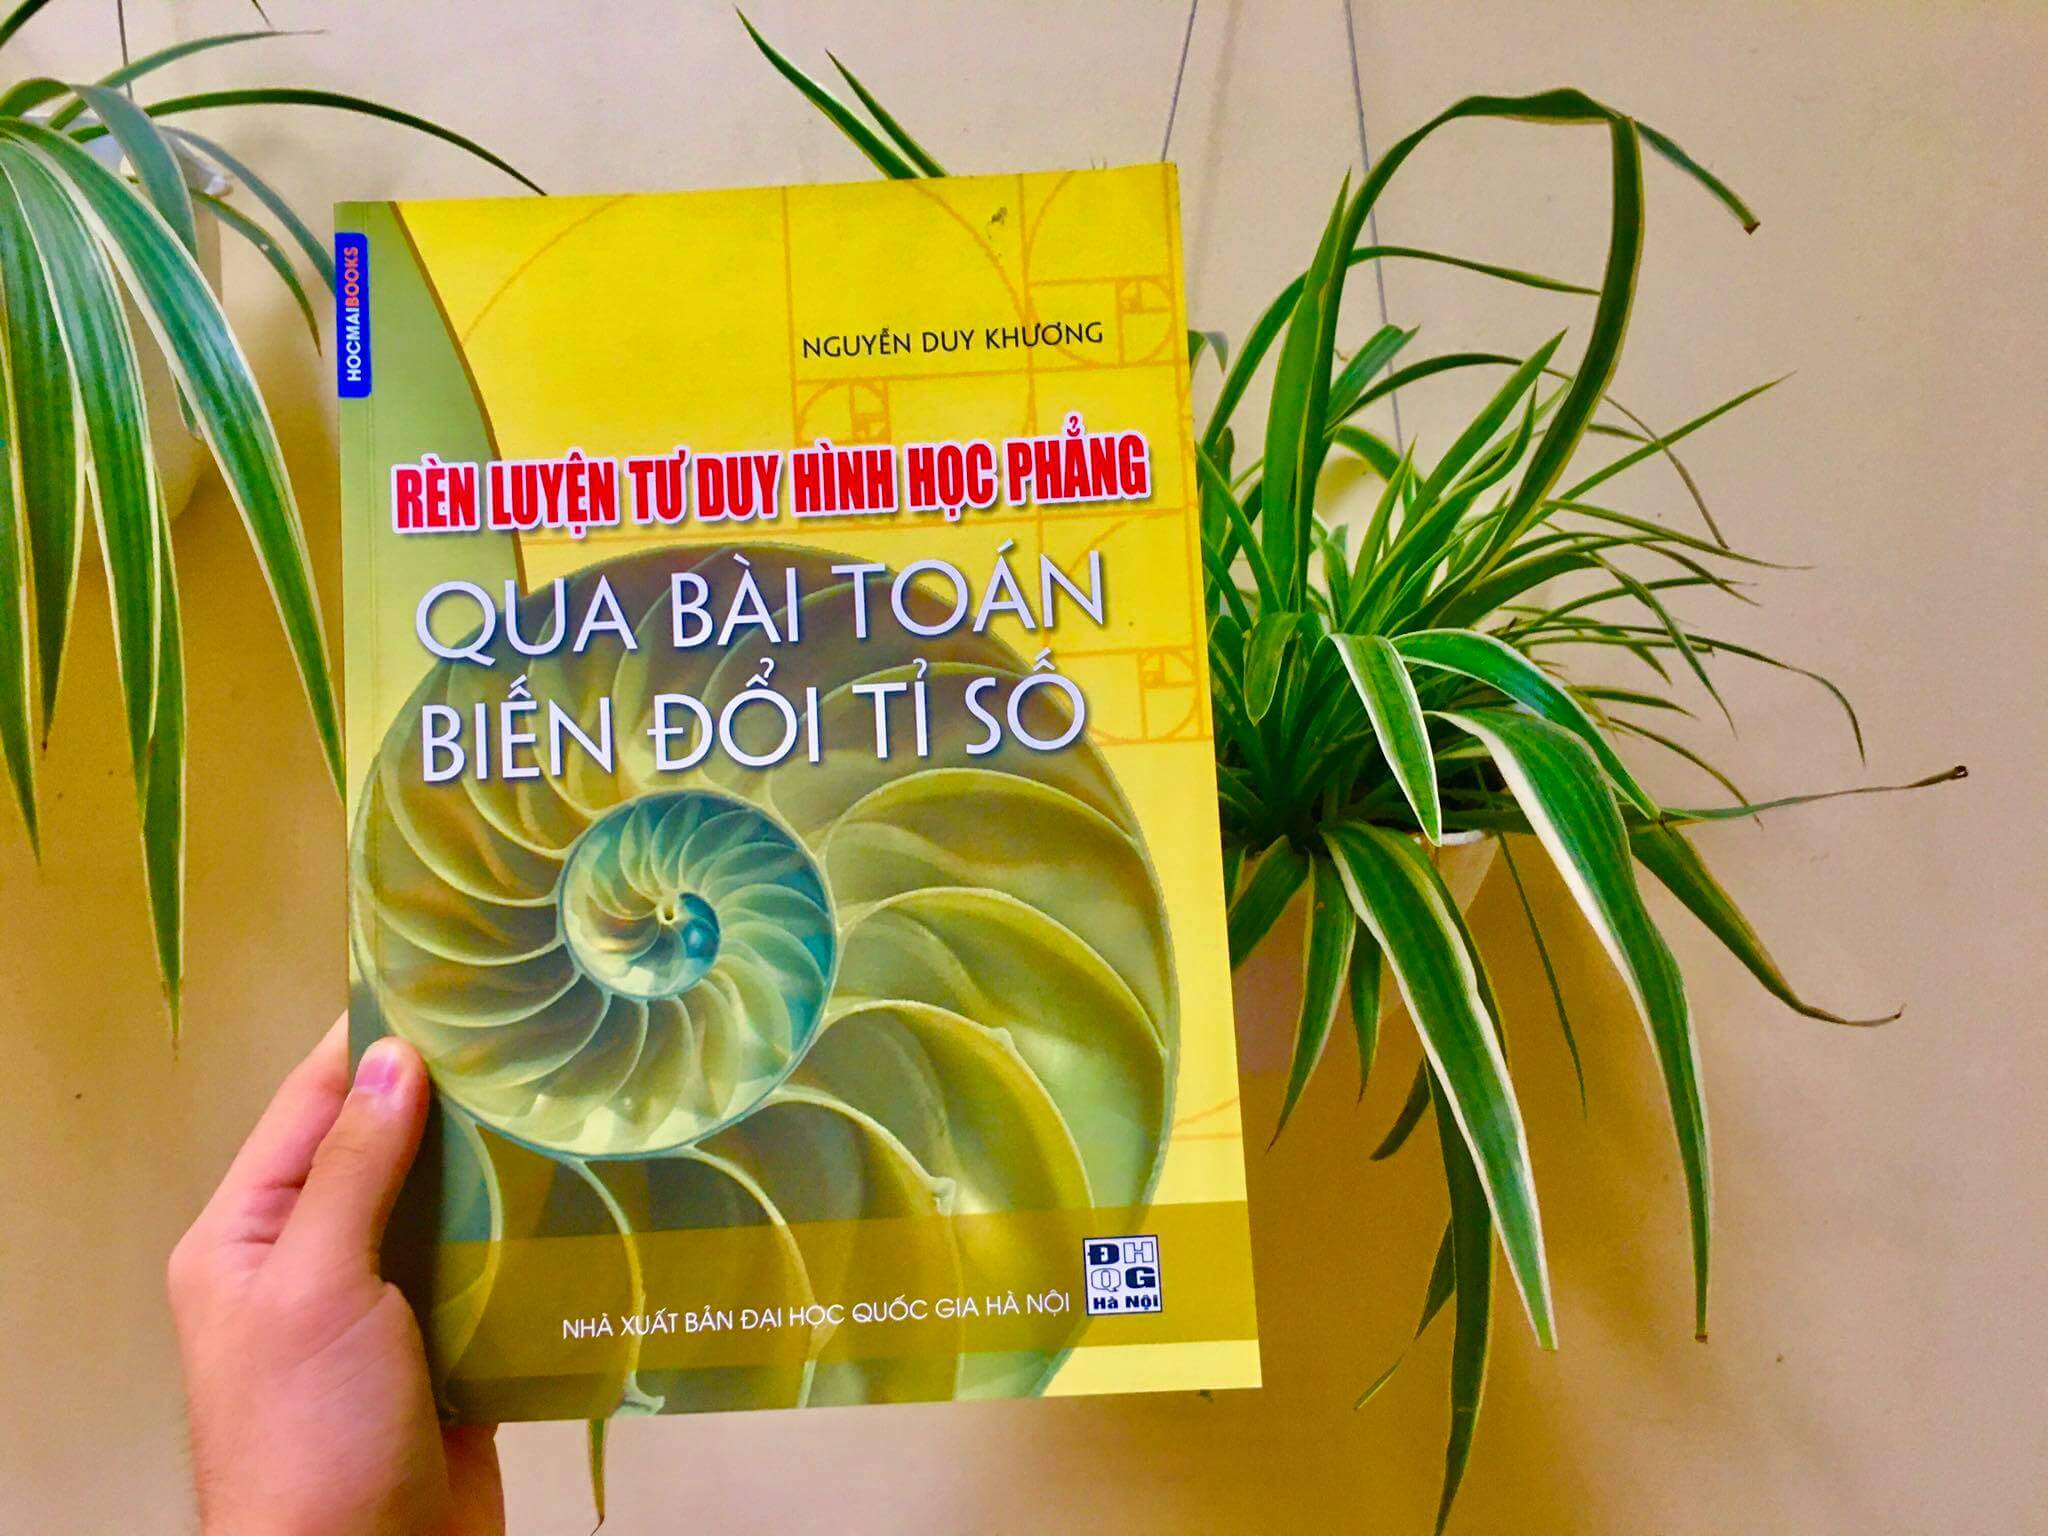 HOCMAIBOOKS
NGUYỄN DUY KHƯƠNG
RÈN LUYỆN TƯ DUY HÌNH HỌC PHẲNG
QUA BÀI TOÁN
BIẾN ĐỔI TỈ SỐ
NHÀ XUẤT BẢN ĐẠI HỌC QUỐC GIA HÀ NỘI
ĐH
QG
Hà Nội